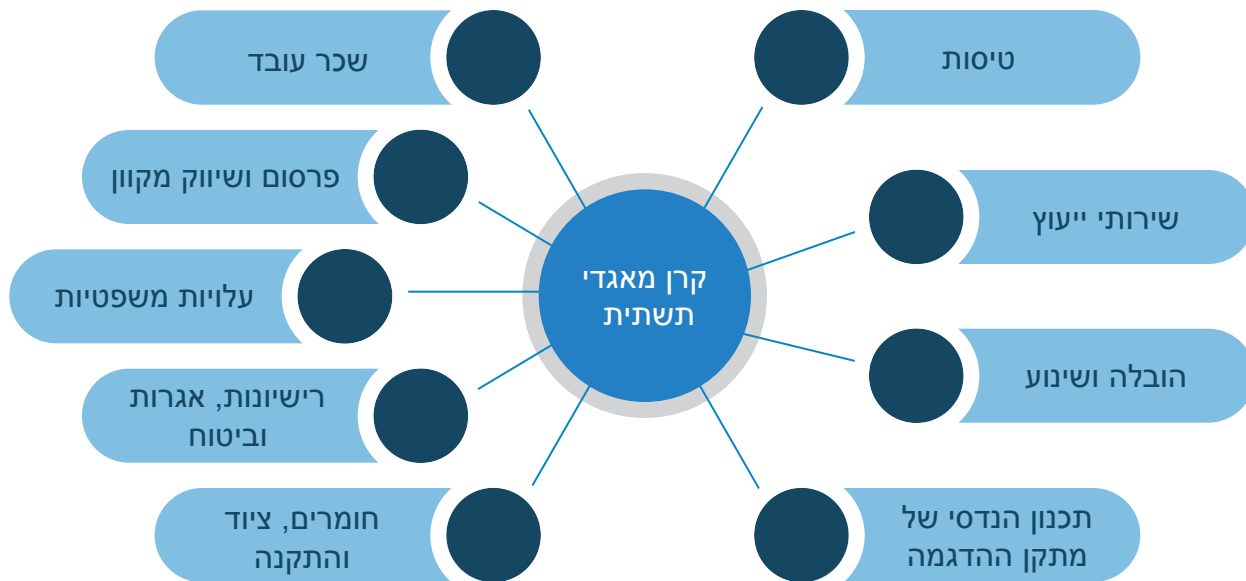 קרן מאגדי
תשתית
טיסות
שירותי ייעוץ
הובלה ושינוע
תכנון הנדסי של
מתקן ההדגמה
שכר עובד
פרסום ושיווק מקוון
עלויות משפטיות
רישיונות, אגרות
וביטוח
חומרים, ציוד
והתקנה